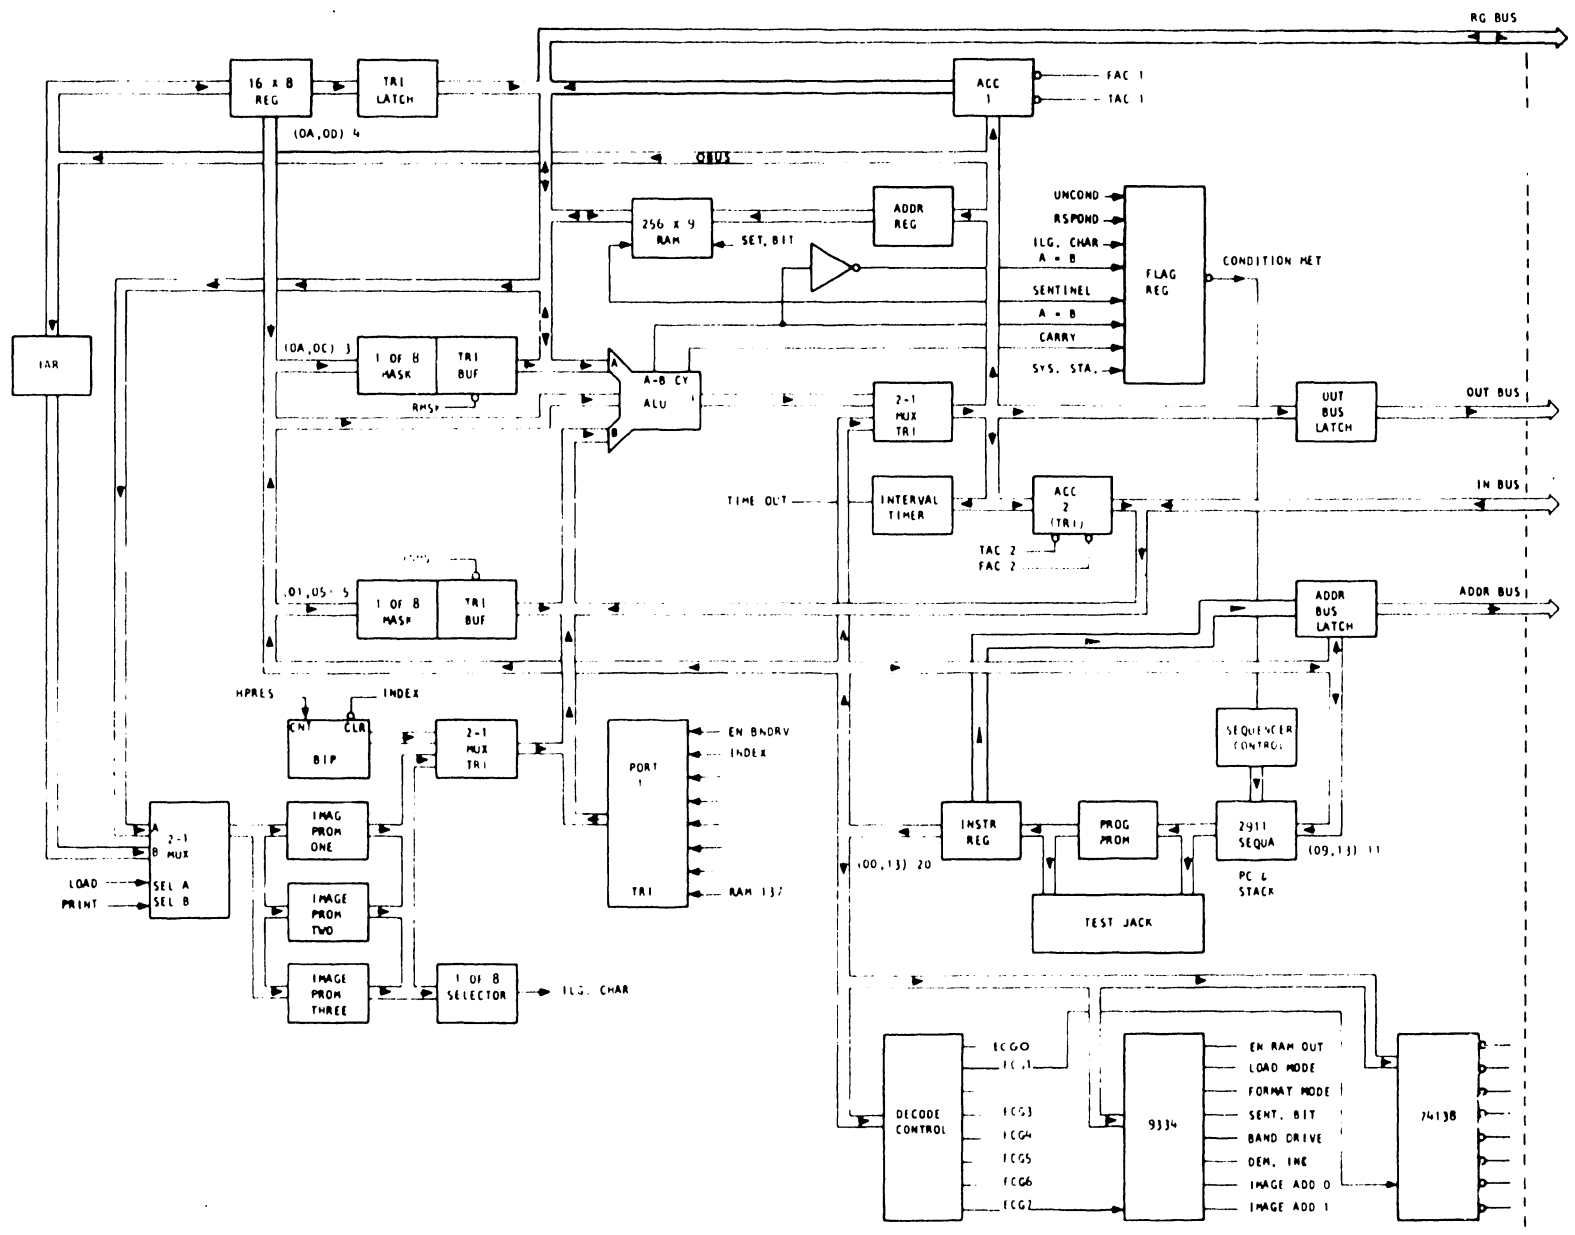 RG BUS
16 x 8
REG
TRI
LATCH
ACC
1
FAC 1
TAC 1
(0A,0D) 4
OBUS
256 x 9
RAM
SET, BIT
ADDR
REG
UNCOND
RSPOND
ILG. CHAR
A = B
SENTINEL
A = B
CARRY
SYS. STA.
FLAG
REG
CONDITION MET
IAR
(0A,0C) 3
1 OF 8
MASK
TRI
BUF
A
A-B CY
ALU
B
2-1
MUX
TRI
OUT
BUS
LATCH
OUT BUS
TIME OUT
INTERVAL
TIMER
ACC
2
(TRI)
IN BUS
TAC 2
FAC 2
1 OF 8
MASK
TRI
BUF
ADDR
BUS
LATCH
ADDR BUS
HPRES
INDEX
CNT
CLR
BIP
2-1
MUX
TRI
PORT
1
TRI
EN BNDRV
INDEX
RAM 137
SEQUENCER
CONTROL
A
2-1
MUX
B
SEL A
SEL B
LOAD
PRINT
IMAG
PROM
ONE
IMAGE
PROM
TWO
IMAGE
PROM
THREE
1 OF 8
SELECTOR
ILG. CHAR
INSTR
REG
PROG
PROM
2911
SEQUA
(00,13) 20
(09,13) 11
PC &
STACK
TEST JACK
DECODE
CONTROL
ECG0
ECG1
ECG3
ECG4
ECG5
ECG6
ECG7
9334
EN RAM OUT
LOAD MODE
FORMAT MODE
SENT. BIT
BAND DRIVE
DEM. INC
IMAGE ADD 0
IMAGE ADD 1
74138